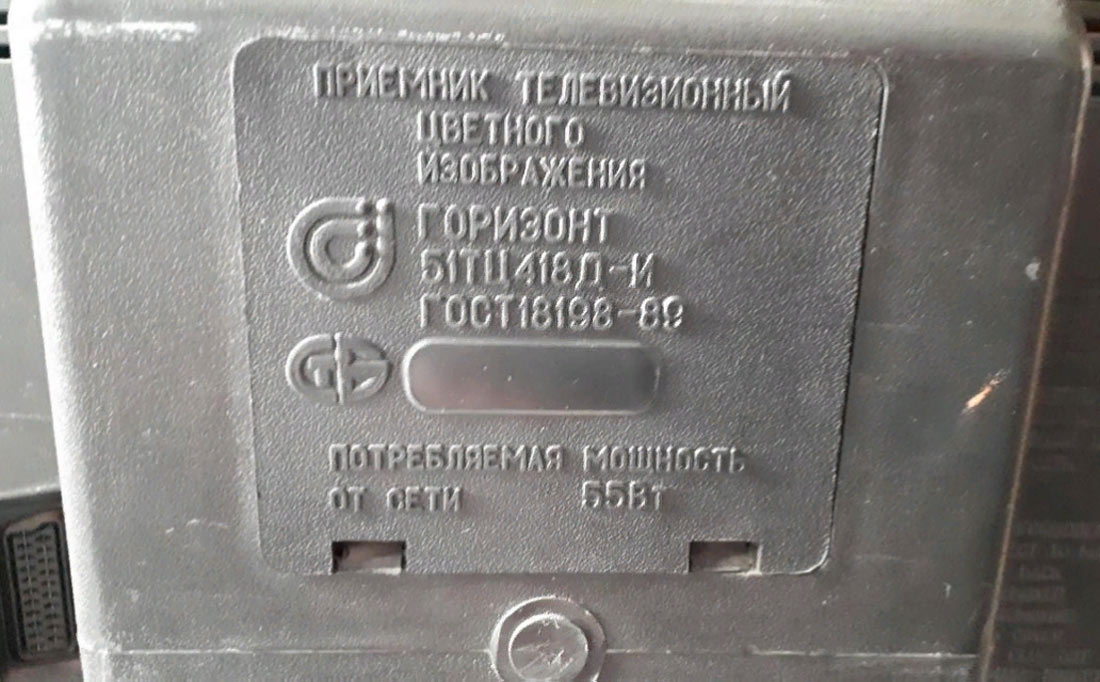 ПРИЕМНИК ТЕЛЕВИЗИОННЫЙ
ЦВЕТНОГО
ИЗОБРАЖЕНИЯ
ГОРИЗОНТ
51ТЦ418Д-И
ГОСТ18198-89
ПОТРЕБЛЯЕМАЯ МОЩНОСТЬ
ОТ СЕТИ 55Вт